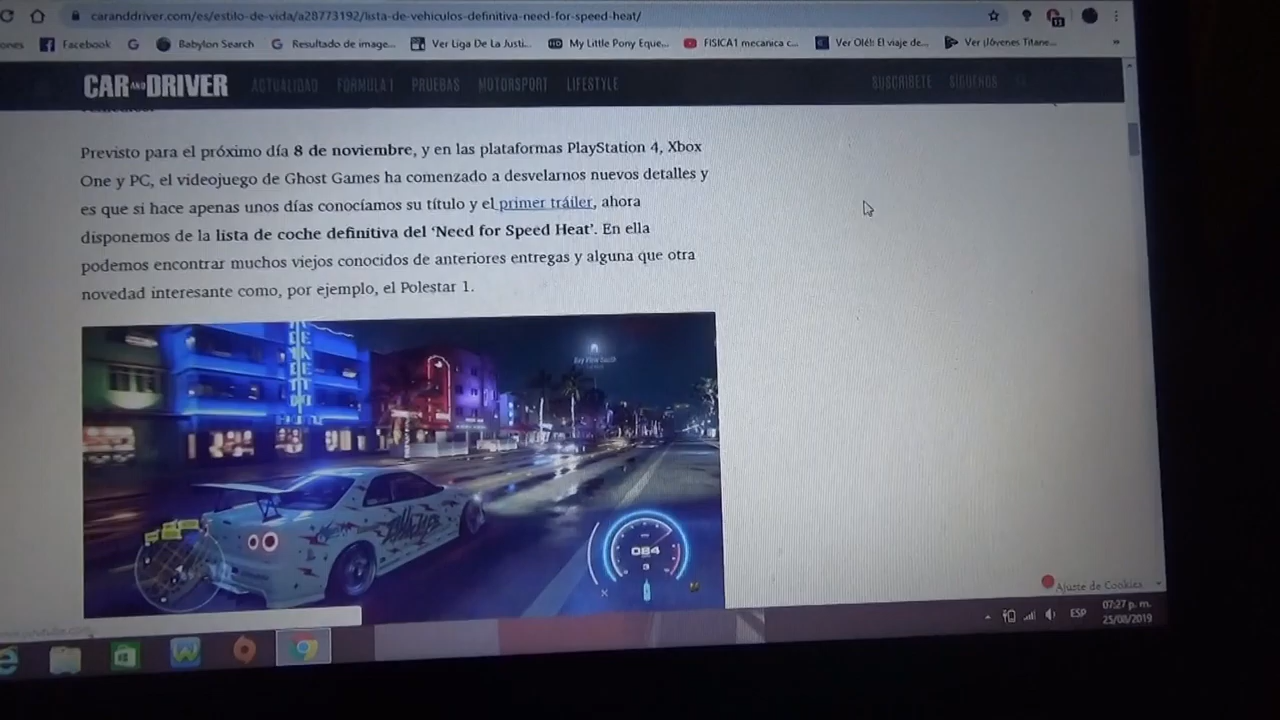 caranddriver.com/es/estilo-de-vida/a28773192/lista-de-vehiculos-definitiva-need-for-speed-heat/
ones Facebook Babylon Search Resultado de image... Ver Liga De La Justi... My Little Pony Eque... FISICA1 mecanica c... Ver Olé!: El viaje de... Ver ¡Jóvenes Titane... »
CAR AND DRIVER ACTUALIDAD FÓRMULA 1 PRUEBAS MOTORSPORT LIFESTYLE SUSCRÍBETE SÍGUENOS
Previsto para el próximo día 8 de noviembre, y en las plataformas PlayStation 4, Xbox
One y PC, el videojuego de Ghost Games ha comenzado a desvelarnos nuevos detalles y
es que si hace apenas unos días conocíamos su título y el primer tráiler, ahora
disponemos de la lista de coche definitiva del ‘Need for Speed Heat’. En ella
podemos encontrar muchos viejos conocidos de anteriores entregas y alguna que otra
novedad interesante como, por ejemplo, el Polestar 1.
084
Ajuste de Cookies
ESP
07:27 p. m.
25/08/2019